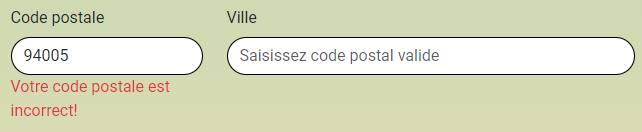 Code postale
Ville
94005
Saisissez code postal valide
Votre code postale est
incorrect!